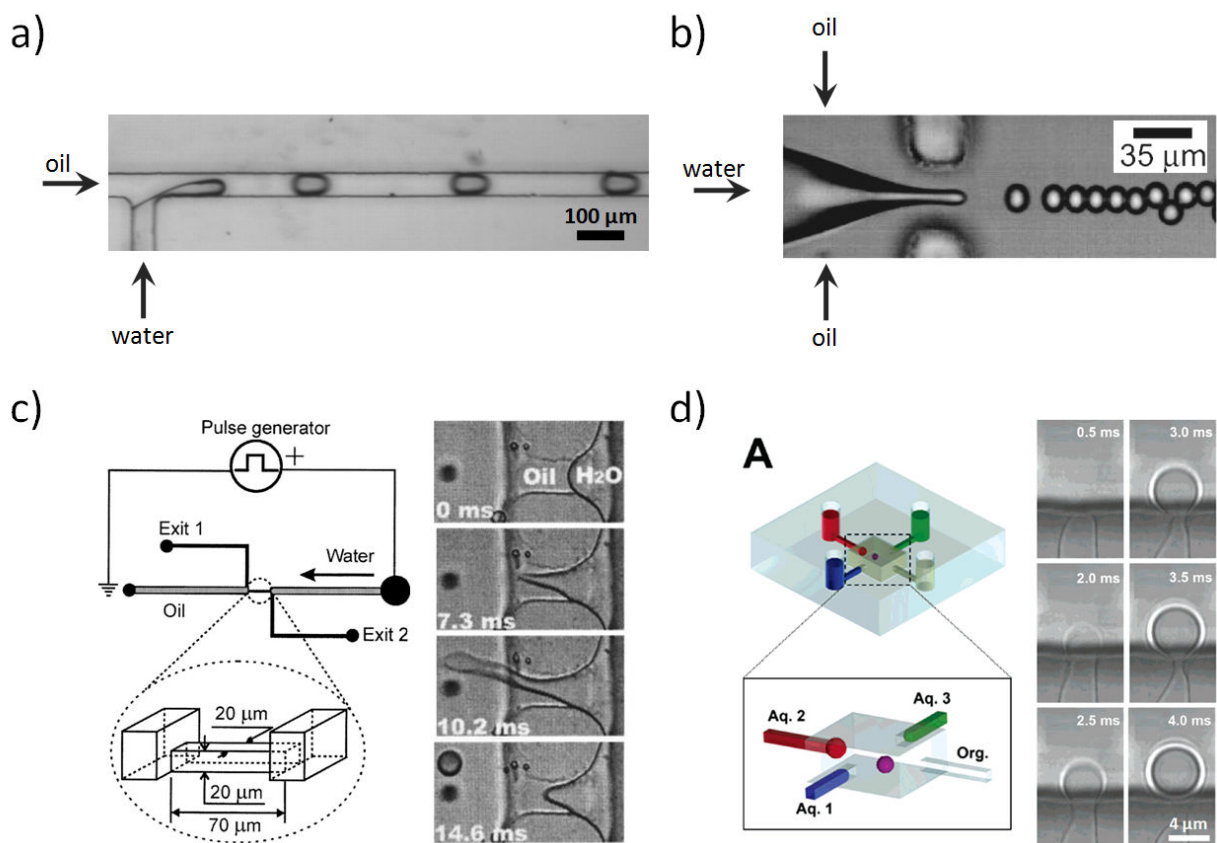 a)
oil
water
100 μm
b)
oil
water
35 μm
oil
c)
Pulse generator
+
Exit 1
Water
Oil
Exit 2
20 μm
20 μm
70 μm
Oil
H2O
0 ms
7.3 ms
10.2 ms
14.6 ms
d)
A
Aq. 2
Aq. 3
Org.
Aq. 1
0.5 ms
3.0 ms
2.0 ms
3.5 ms
2.5 ms
4.0 ms
4 μm